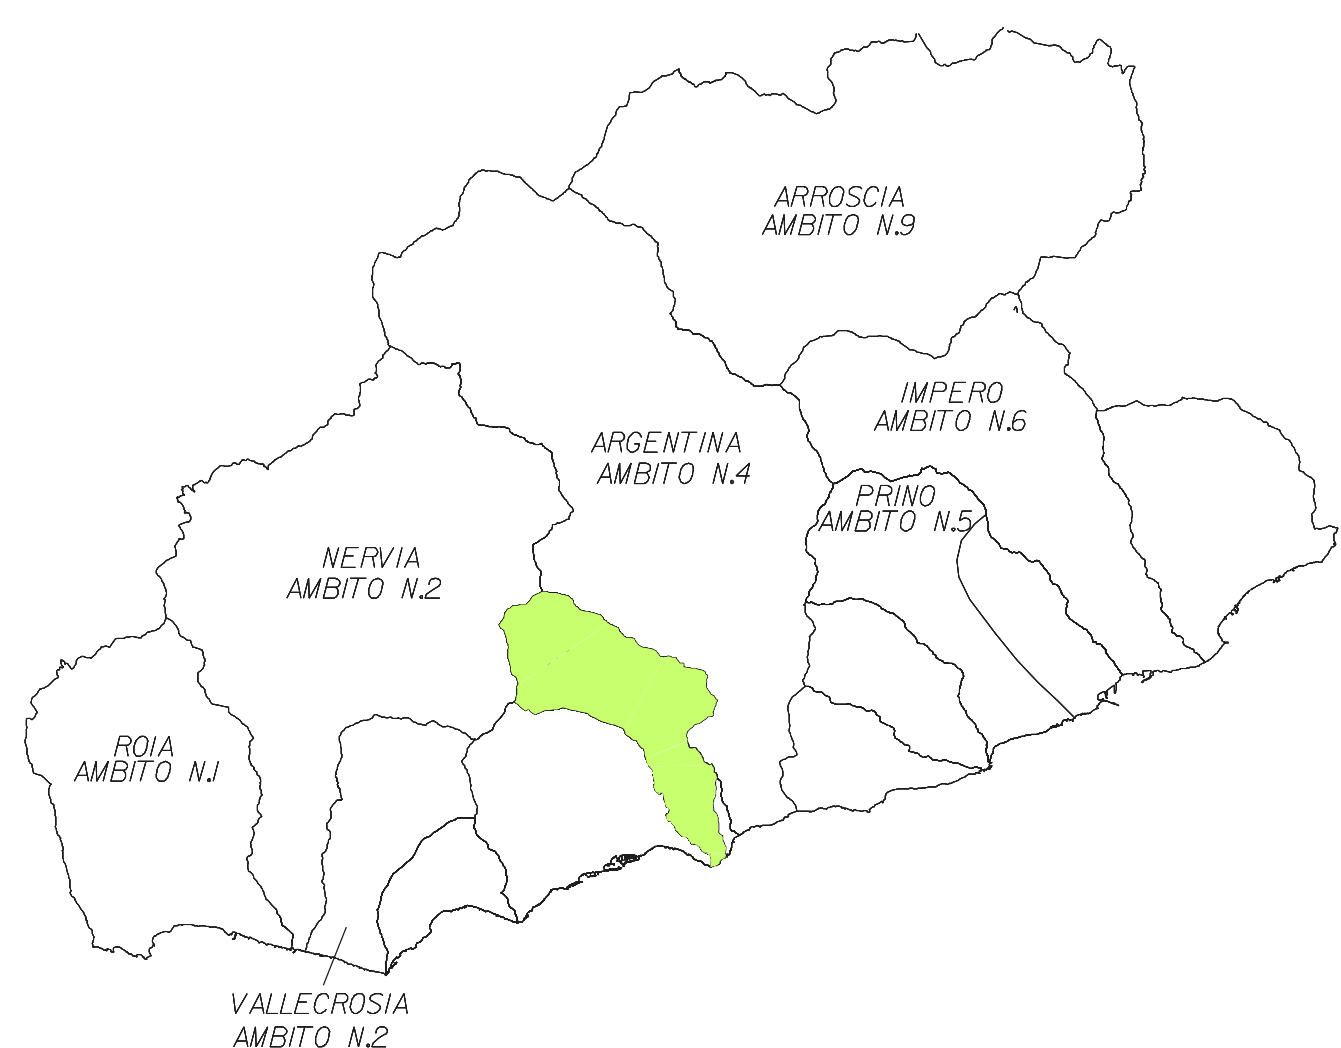 ARROSCIA
AMBITO N.9
IMPERO
AMBITO N.6
ARGENTINA
AMBITO N.4
PRINO
AMBITO N.5
NERVIA
AMBITO N.2
ROIA
AMBITO N.1
VALLECROSIA
AMBITO N.2